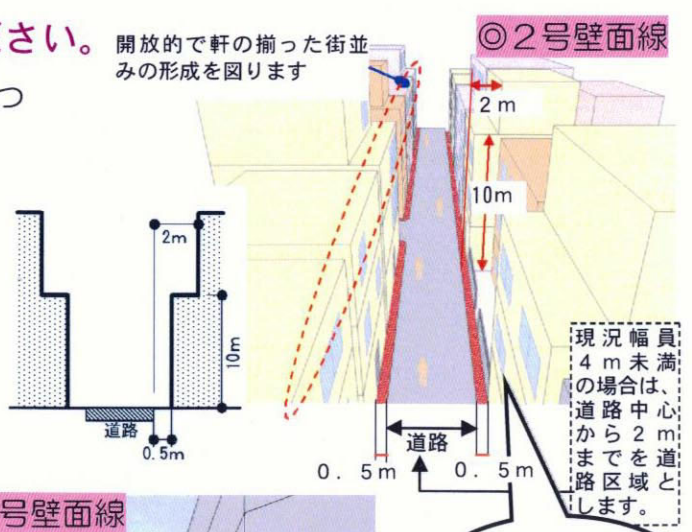 さい。
開放的で軒の揃った街並
みの形成を図ります
つ
◎2号壁面線
2m
10m
2m
10m
道路
0.5m
道路
0.5m
0.5m
現況幅員
4m未満
の場合は、
道路中心
から2m
までを道
路区域と
します。
号壁面線